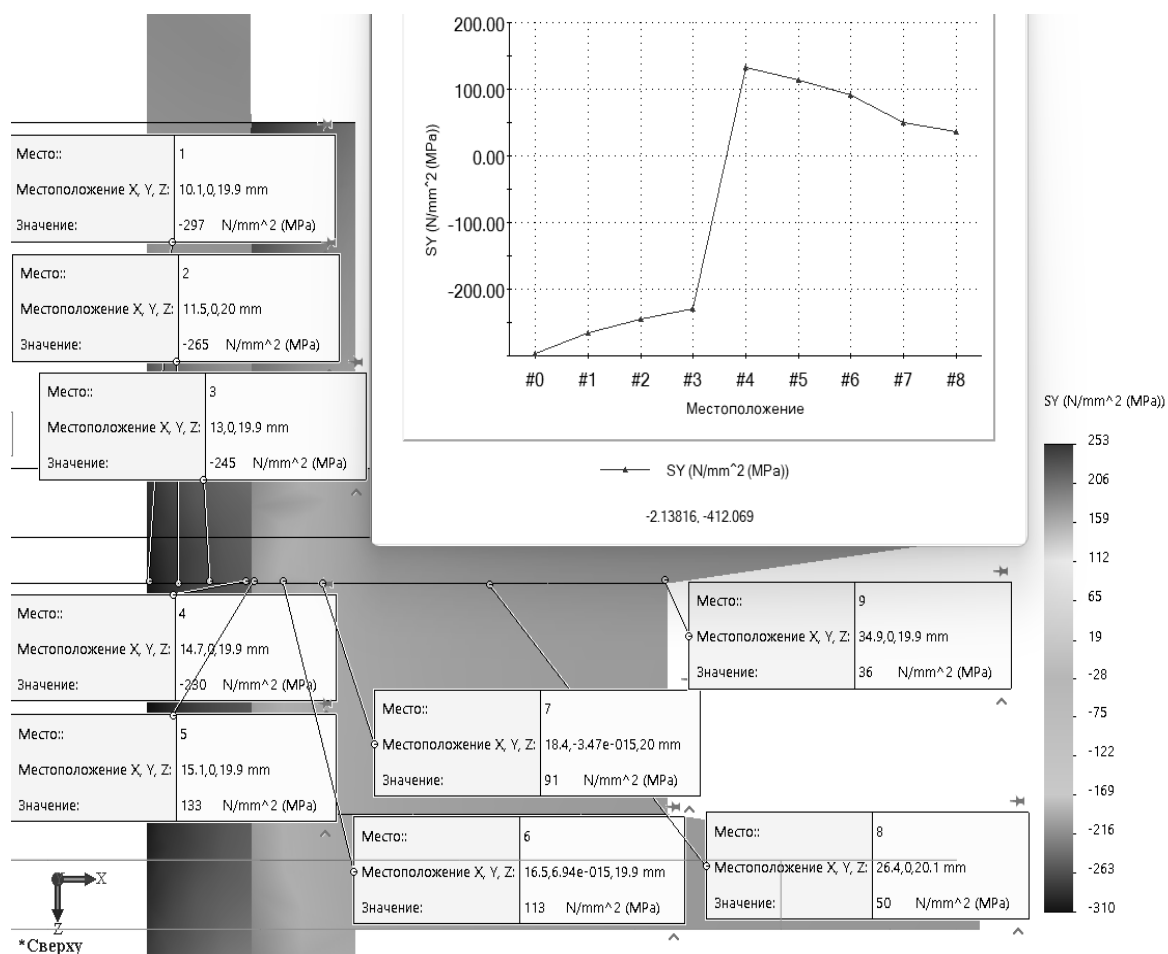 200.00
100.00
0.00
-100.00
-200.00
SY (N/mm^2 (MPa))
#0 #1 #2 #3 #4 #5 #6 #7 #8
Местоположение
SY (N/mm^2 (MPa))
-2.13816, -412.069
Место:: 1
Местоположение X, Y, Z: 10.1,0,19.9 mm
Значение: -297 N/mm^2 (MPa)
Место:: 2
Местоположение X, Y, Z: 11.5,0,20 mm
Значение: -265 N/mm^2 (MPa)
Место:: 3
Местоположение X, Y, Z: 13,0,19.9 mm
Значение: -245 N/mm^2 (MPa)
Место:: 4
Местоположение X, Y, Z: 14.7,0,19.9 mm
Значение: -230 N/mm^2 (MPa)
Место:: 5
Местоположение X, Y, Z: 15.1,0,19.9 mm
Значение: 133 N/mm^2 (MPa)
Место:: 7
Местоположение X, Y, Z: 18.4,-3.47e-015,20 mm
Значение: 91 N/mm^2 (MPa)
Место:: 9
Местоположение X, Y, Z: 34.9,0,19.9 mm
Значение: 36 N/mm^2 (MPa)
Место:: 6
Местоположение X, Y, Z: 16.5,6.94e-015,19.9 mm
Значение: 113 N/mm^2 (MPa)
Место:: 8
Местоположение X, Y, Z: 26.4,0,20.1 mm
Значение: 50 N/mm^2 (MPa)
SY (N/mm^2 (MPa))
253
206
159
112
65
19
-28
-75
-122
-169
-216
-263
-310
X
Z
*Сверху